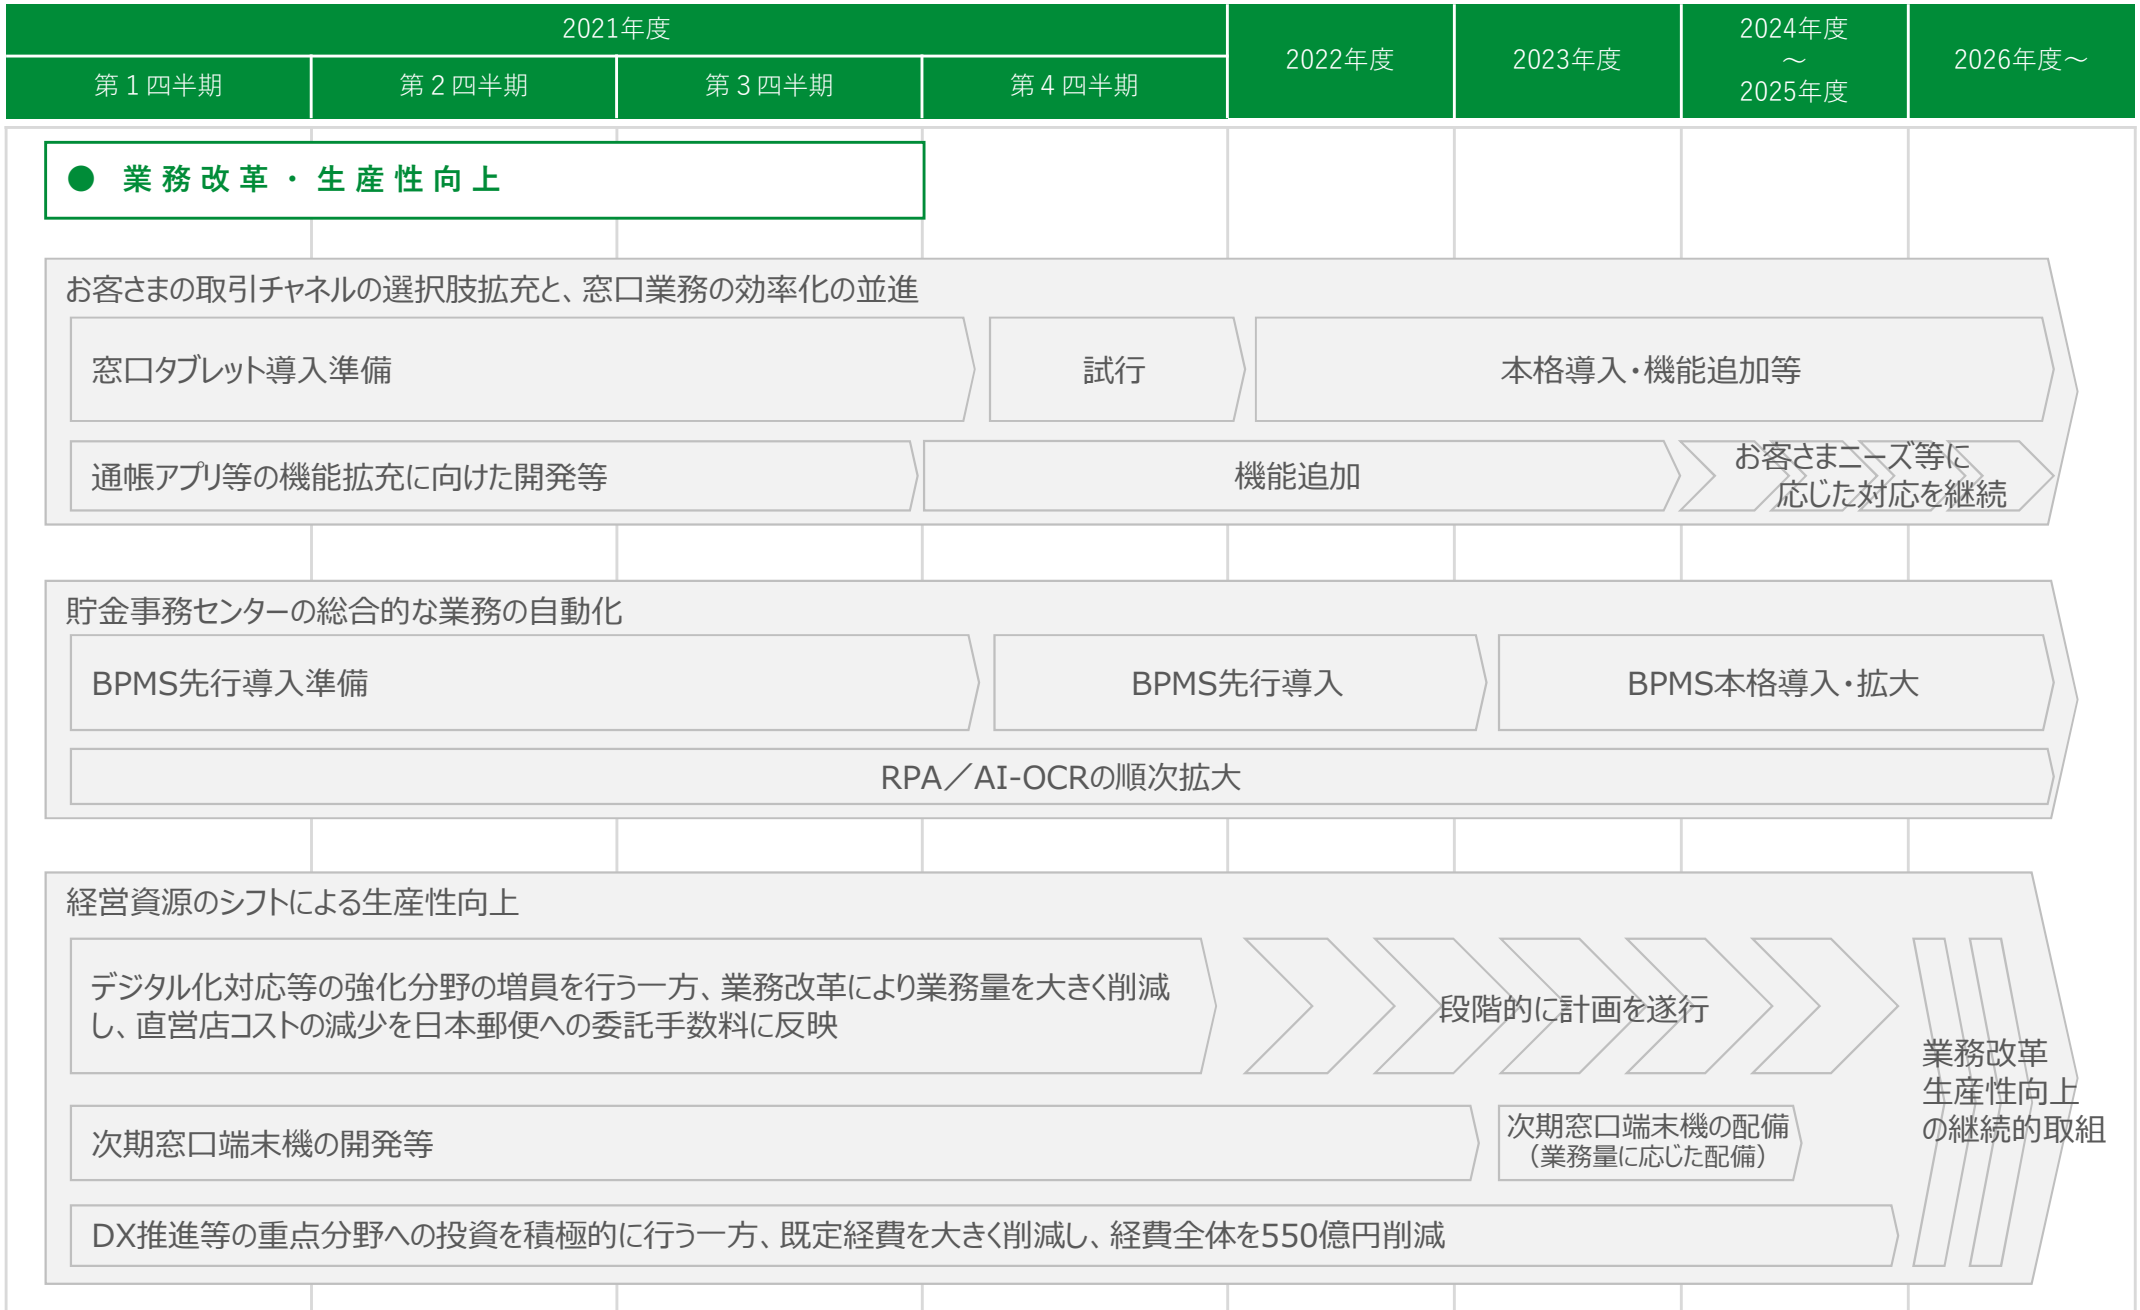 2021年度
2022年度
2023年度
2024年度
～
2025年度
2026年度～
第１四半期
第２四半期
第３四半期
第４四半期
● 業務改革・生産性向上
お客さまの取引チャネルの選択肢拡充と、窓口業務の効率化の並進
窓口タブレット導入準備
試行
本格導入・機能追加等
通帳アプリ等の機能拡充に向けた開発等
機能追加
お客さまニーズ等に
応じた対応を継続
貯金事務センターの総合的な業務の自動化
BPMS先行導入準備
BPMS先行導入
BPMS本格導入・拡大
RPA／AI-OCRの順次拡大
経営資源のシフトによる生産性向上
デジタル化対応等の強化分野の増員を行う一方、業務改革により業務量を大きく削減
し、直営店コストの減少を日本郵便への委託手数料に反映
段階的に計画を遂行
次期窓口端末機の開発等
次期窓口端末機の配備
（業務量に応じた配備）
DX推進等の重点分野への投資を積極的に行う一方、既定経費を大きく削減し、経費全体を550億円削減
業務改革
生産性向上
の継続的取組